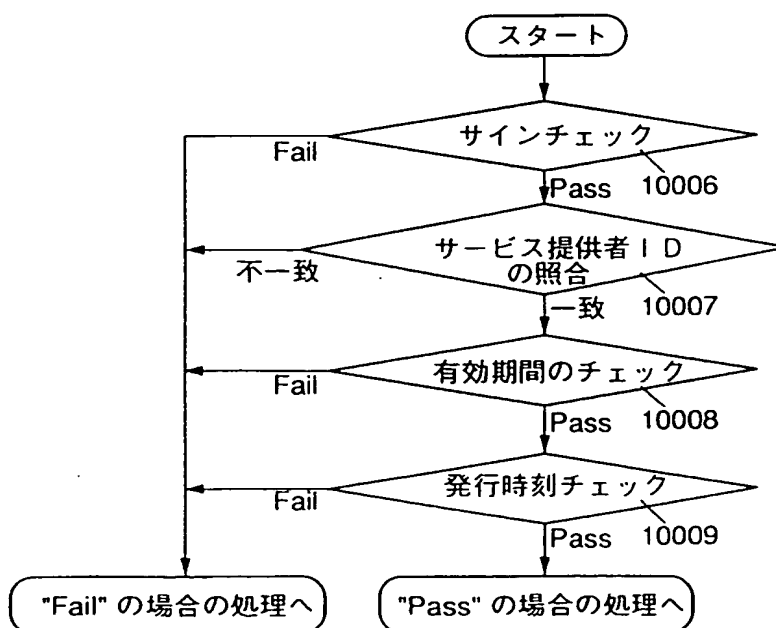 スタート
サインチェック
Fail
Pass 10006
サービス提供者ID
の照合
不一致
一致 10007
有効期間のチェック
Fail
Pass 10008
発行時刻チェック
Fail
Pass 10009
"Fail" の場合の処理へ
"Pass" の場合の処理へ